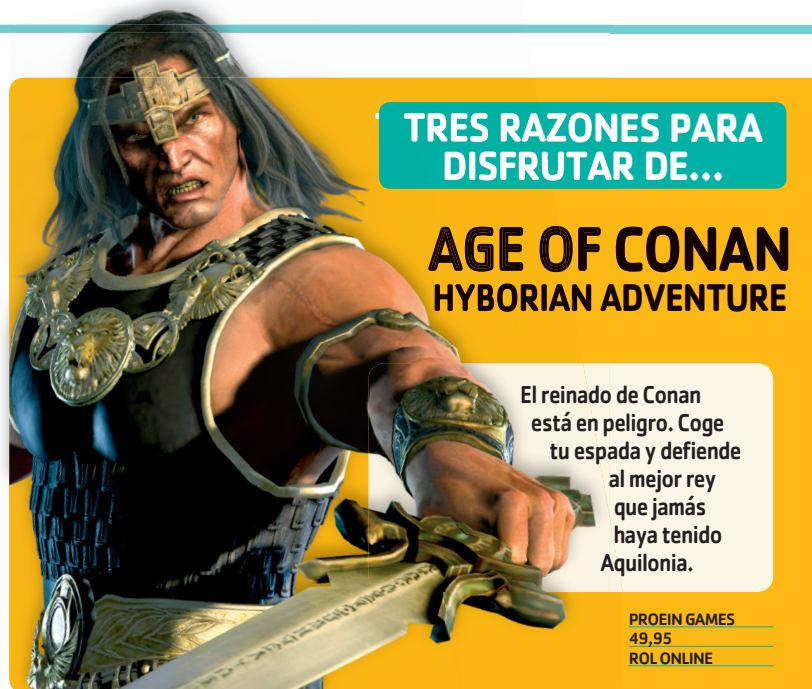 TRES RAZONES PARA
DISFRUTAR DE...
AGE OF CONAN
HYBORIAN ADVENTURE
El reinado de Conan
está en peligro. Coge
tu espada y defiende
al mejor rey
que jamás
haya tenido
Aquilonia.
PROEIN GAMES
49,95
ROL ONLINE